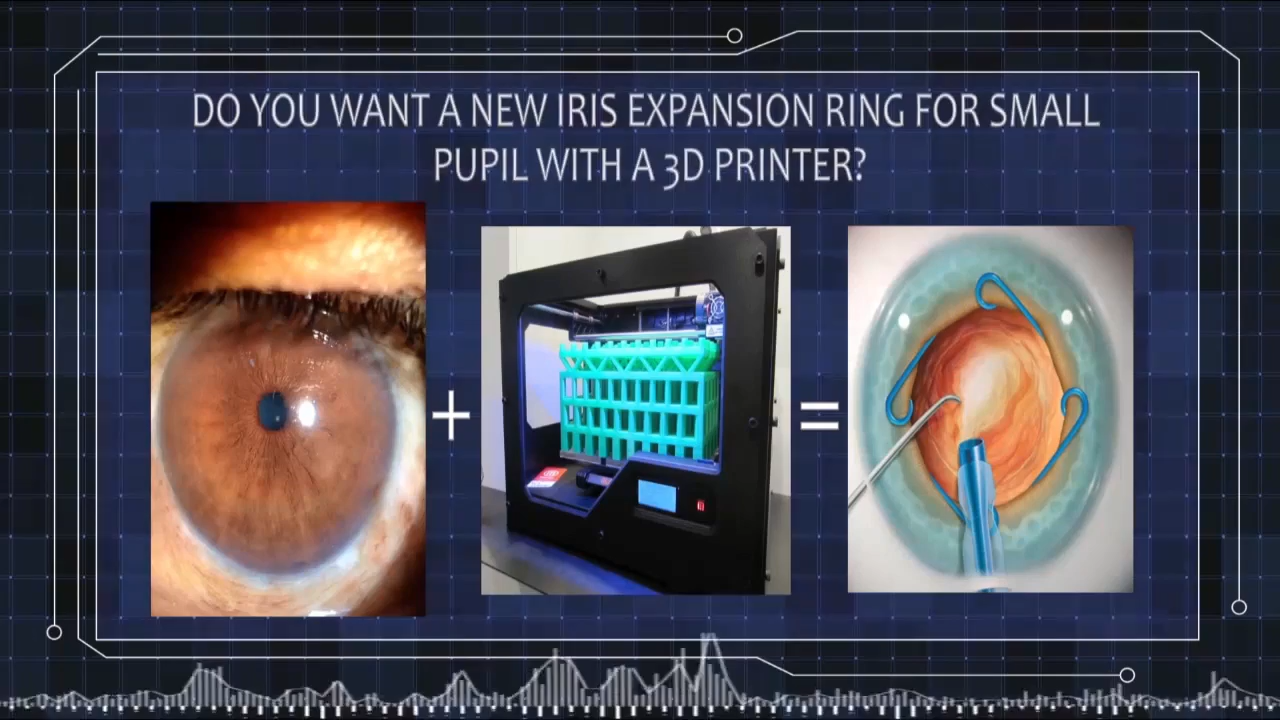 DO YOU WANT A NEW IRIS EXPANSION RING FOR SMALL
PUPIL WITH A 3D PRINTER?
+
=